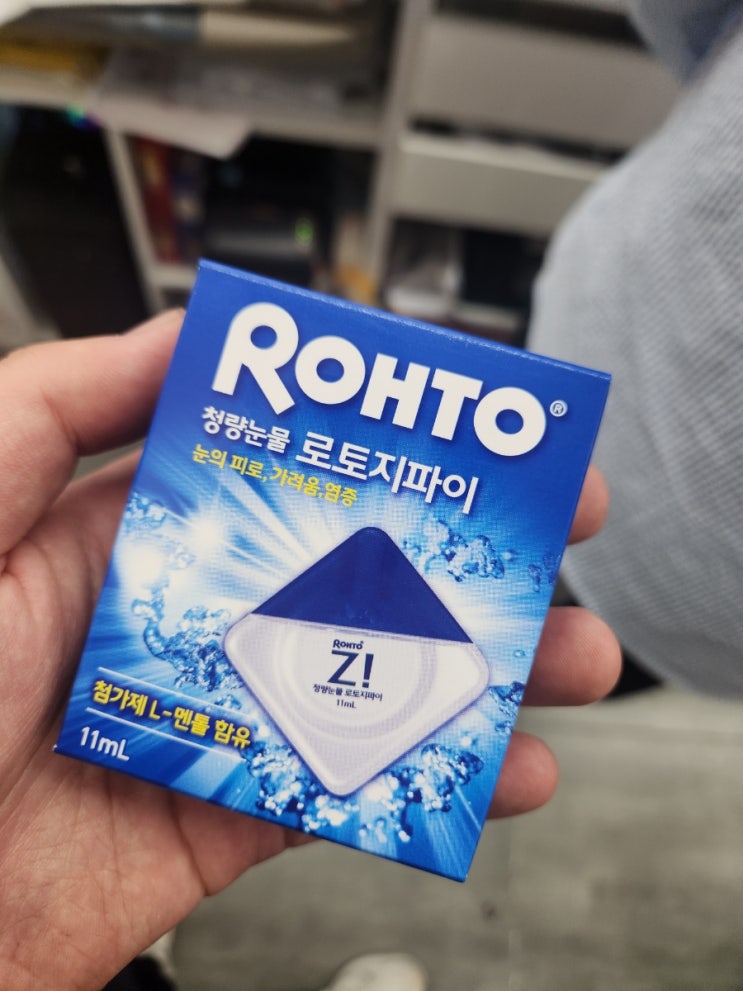 ROHTO®
청량눈물 로토지파이
눈의 피로, 가려움, 염증
ROHTO
Z!
청량눈물 로토지파이
11mL
첨가제 L-멘톨 함유
11mL